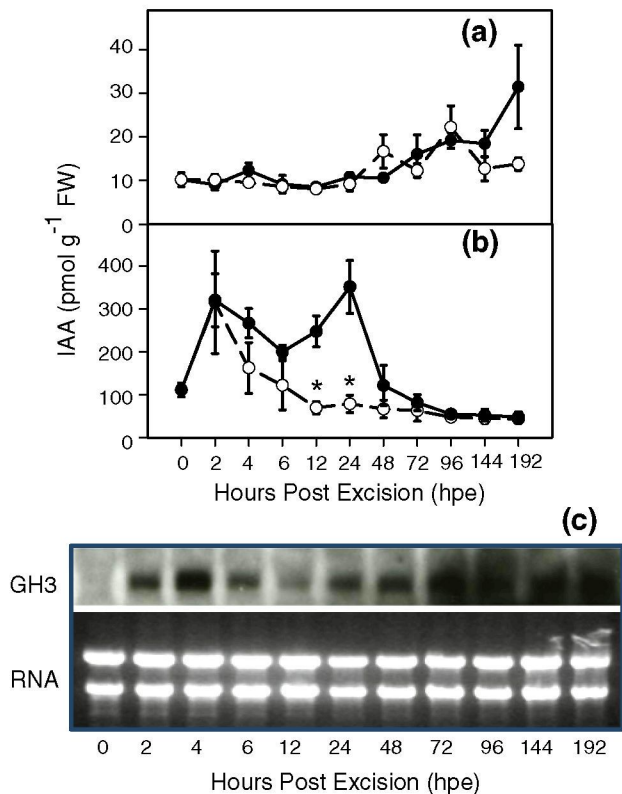 (a)
40
30
20
10
0
(b)
400
300
200
100
0
* *
IAA (pmol g⁻¹ FW)
0 2 4 6 12 24 48 72 96 144 192
Hours Post Excision (hpe)
(c)
GH3
RNA
0 2 4 6 12 24 48 72 96 144 192
Hours Post Excision (hpe)